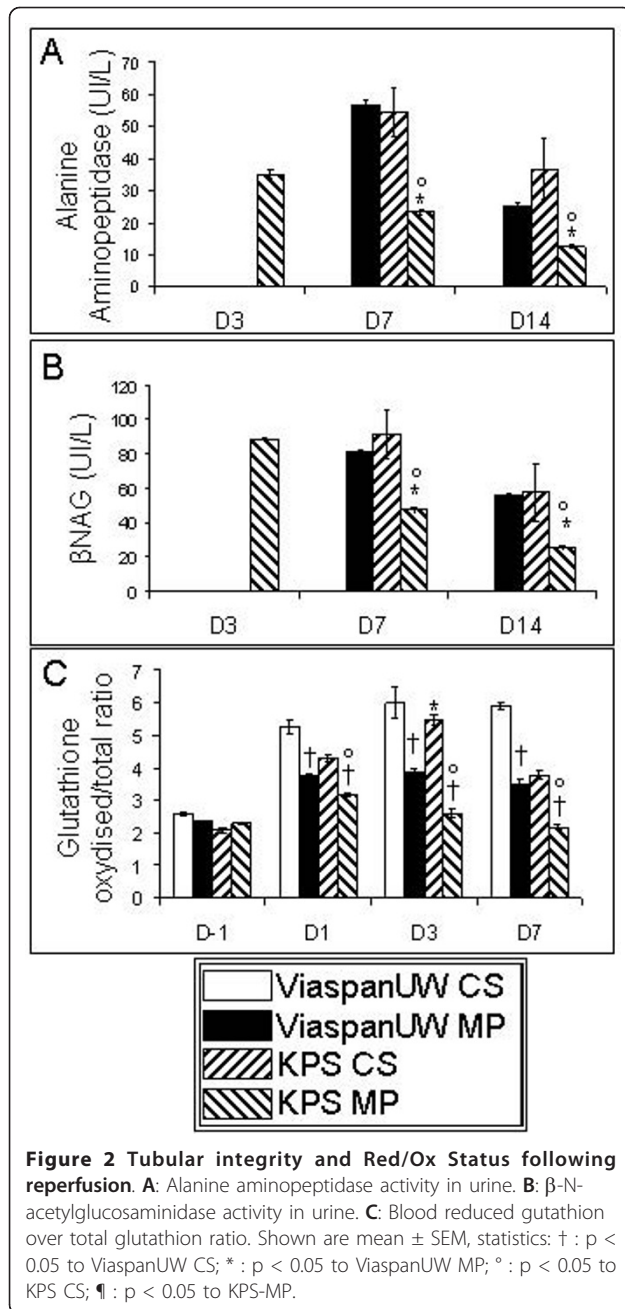 A
Alanine
Aminopeptidase (UI/L)
70
60
50
40
30
20
10
0
° *
° *
D3 D7 D14
B
βNAG (UI/L)
120
100
80
60
40
20
0
° *
° *
D3 D7 D14
C
Glutathione
oxydised/total ratio
7
6
5
4
3
2
1
0
† ° †
† * ° †
† ° †
D-1 D1 D3 D7
ViaspanUW CS
ViaspanUW MP
KPS CS
KPS MP
Figure 2 Tubular integrity and Red/Ox Status following
reperfusion. A: Alanine aminopeptidase activity in urine. B: β-N-
acetylglucosaminidase activity in urine. C: Blood reduced gutathion
over total glutathion ratio. Shown are mean ± SEM, statistics: † : p <
0.05 to ViaspanUW CS; * : p < 0.05 to ViaspanUW MP; ° : p < 0.05 to
KPS CS; ¶ : p < 0.05 to KPS-MP.